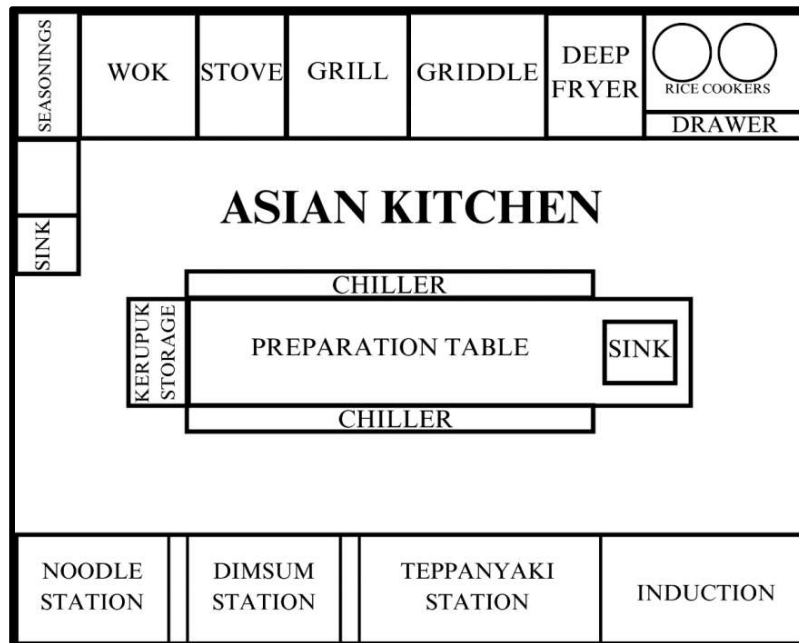 SEASONINGS
WOK
STOVE
GRILL
GRIDDLE
DEEP
FRYER
RICE COOKERS
DRAWER
SINK
ASIAN KITCHEN
CHILLER
KERUPUK
STORAGE
PREPARATION TABLE
SINK
CHILLER
NOODLE
STATION
DIMSUM
STATION
TEPPANYAKI
STATION
INDUCTION